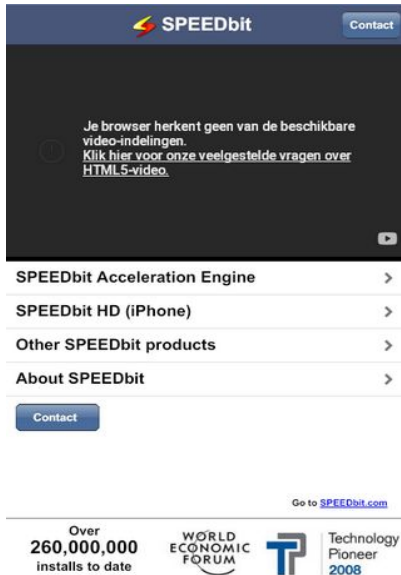 SPEEDbit
Contact
Je browser herkent geen van de beschikbare
video-indelingen.
Klik hier voor onze veelgestelde vragen over
HTML5-video.
SPEEDbit Acceleration Engine
SPEEDbit HD (iPhone)
Other SPEEDbit products
About SPEEDbit
Contact
Go to SPEEDbit.com
Over
260,000,000
installs to date
WORLD
ECONOMIC
FORUM
TP
Technology
Pioneer
2008